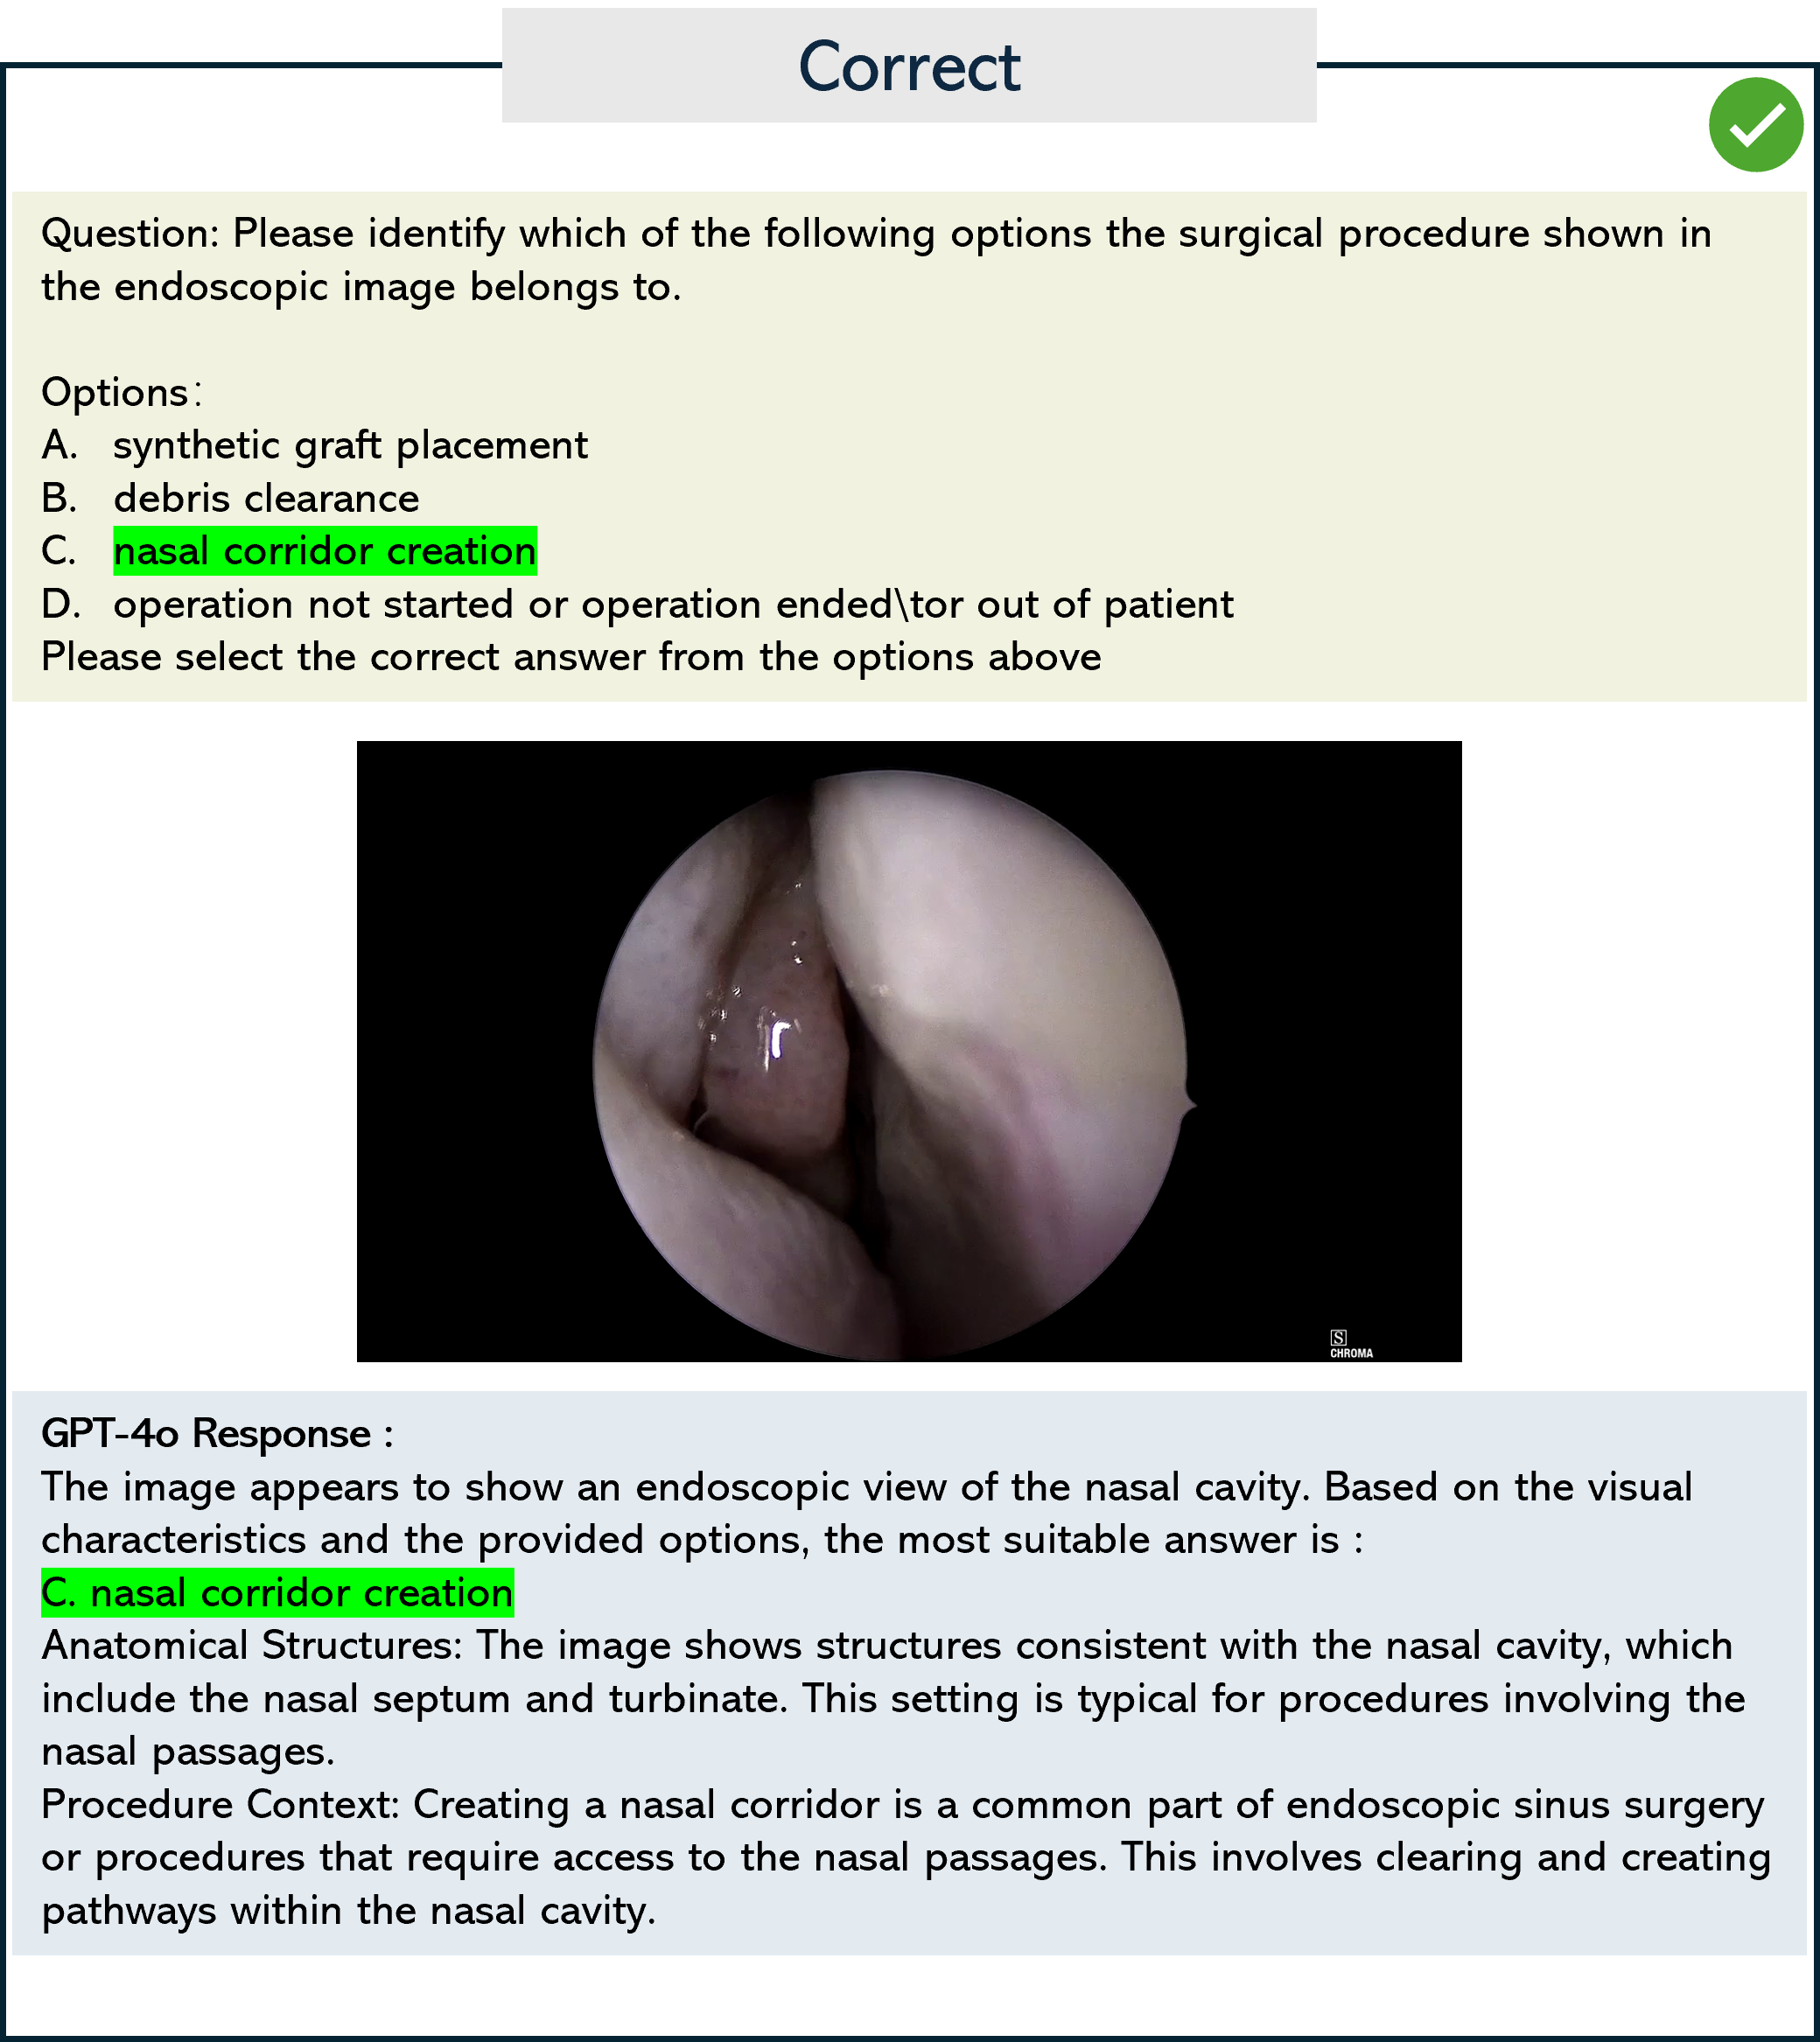 Correct
Question: Please identify which of the following options the surgical procedure shown in
the endoscopic image belongs to.
Options:
A. synthetic graft placement
B. debris clearance
C. nasal corridor creation
D. operation not started or operation ended\tor out of patient
Please select the correct answer from the options above
S
CHROMA
GPT-4o Response :
The image appears to show an endoscopic view of the nasal cavity. Based on the visual
characteristics and the provided options, the most suitable answer is :
C. nasal corridor creation
Anatomical Structures: The image shows structures consistent with the nasal cavity, which
include the nasal septum and turbinate. This setting is typical for procedures involving the
nasal passages.
Procedure Context: Creating a nasal corridor is a common part of endoscopic sinus surgery
or procedures that require access to the nasal passages. This involves clearing and creating
pathways within the nasal cavity.